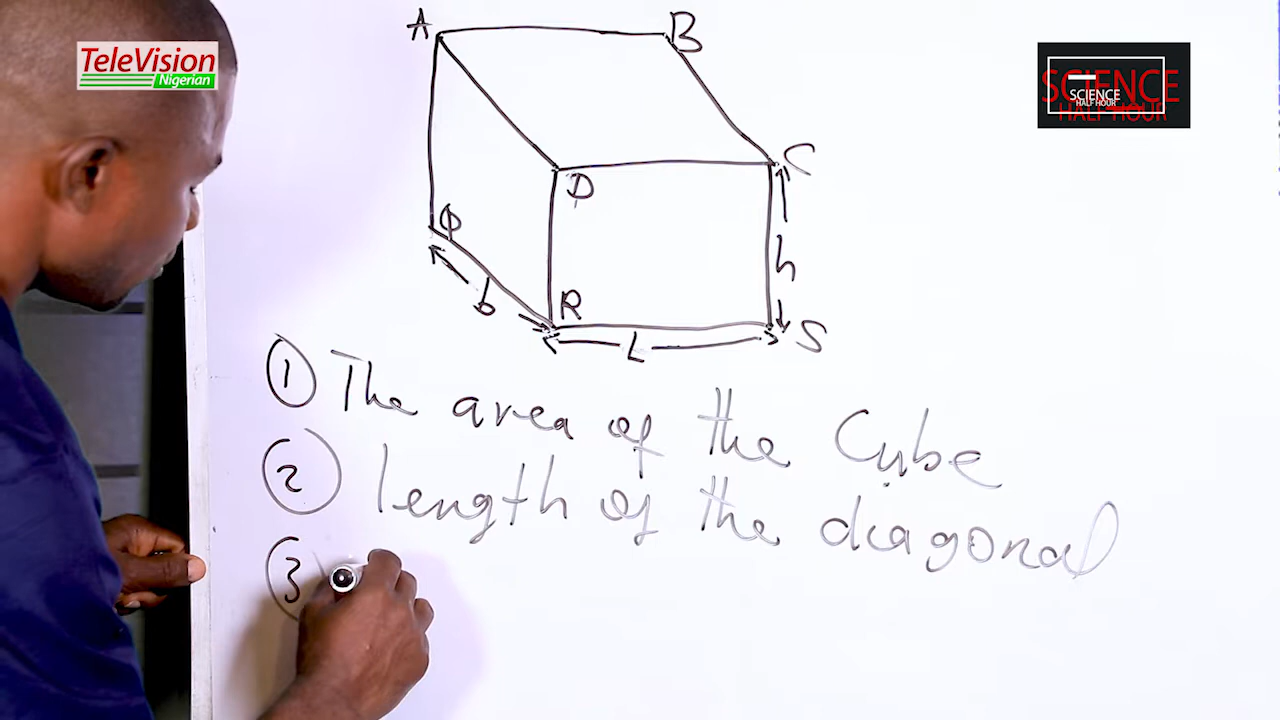 A B
TeleVision
Nigerian
SCIENCE
HALF HOUR
SCIENCE
HALF HOUR
C
D
Q
h
b
R
S
L
① The area of the Cube
② length of the diagonal
③